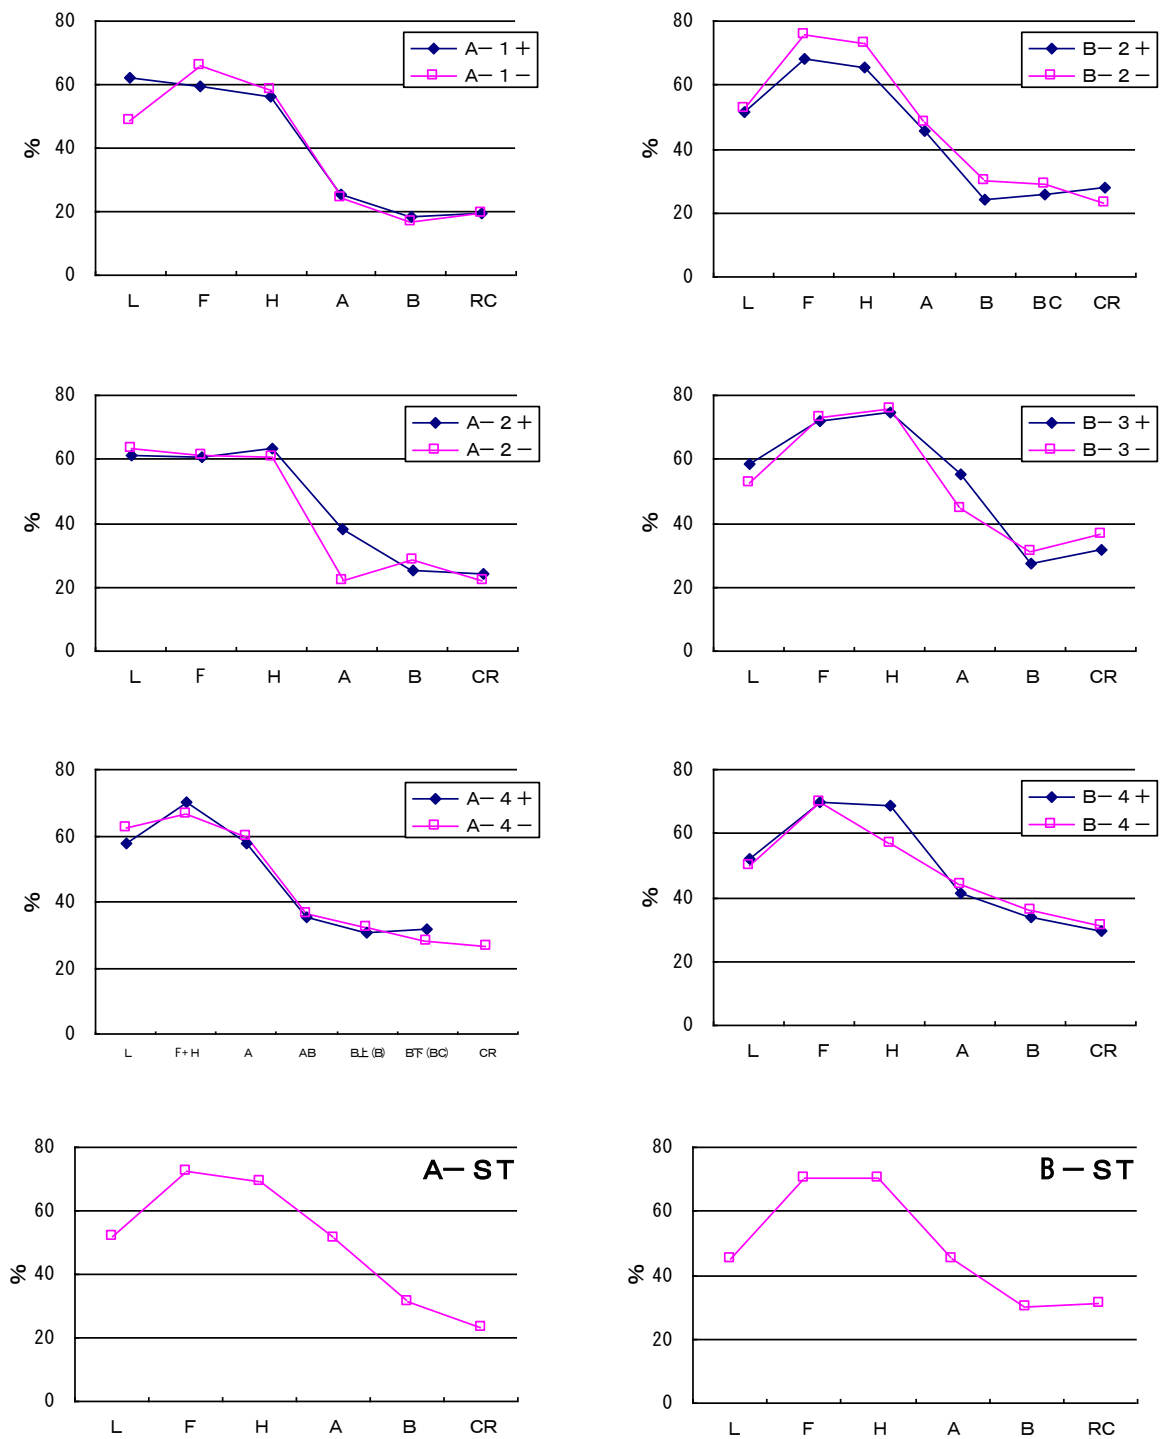 80
60
40
20
0
%
A－1＋
A－1－
L F H A B RC
80
60
40
20
0
%
B－2＋
B－2－
L F H A B BC CR
80
60
40
20
0
%
A－2＋
A－2－
L F H A B CR
80
60
40
20
0
%
B－3＋
B－3－
L F H A B CR
80
60
40
20
0
%
A－4＋
A－4－
L F+H A AB B上(B) B下(BC) CR
80
60
40
20
0
%
B－4＋
B－4－
L F H A B CR
80
60
40
20
0
%
A－ST
L F H A B CR
80
60
40
20
0
%
B－ST
L F H A B RC